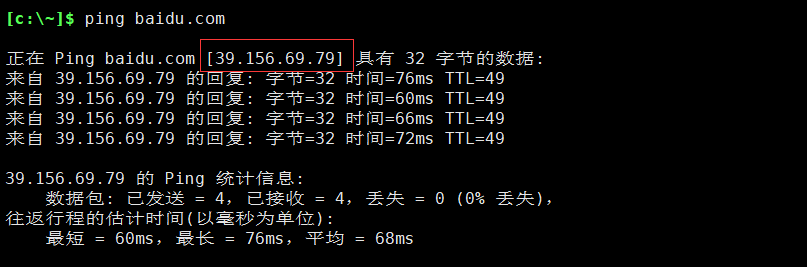 [c:\~]$ ping baidu.com
正在 Ping baidu.com [39.156.69.79] 具有 32 字节的数据:
来自 39.156.69.79 的回复: 字节=32 时间=76ms TTL=49
来自 39.156.69.79 的回复: 字节=32 时间=60ms TTL=49
来自 39.156.69.79 的回复: 字节=32 时间=66ms TTL=49
来自 39.156.69.79 的回复: 字节=32 时间=72ms TTL=49
39.156.69.79 的 Ping 统计信息:
数据包: 已发送 = 4，已接收 = 4，丢失 = 0 (0% 丢失)，
往返行程的估计时间(以毫秒为单位):
最短 = 60ms，最长 = 76ms，平均 = 68ms